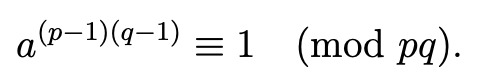 a^{(p−1)(q−1)} ≡ 1 (mod pq).